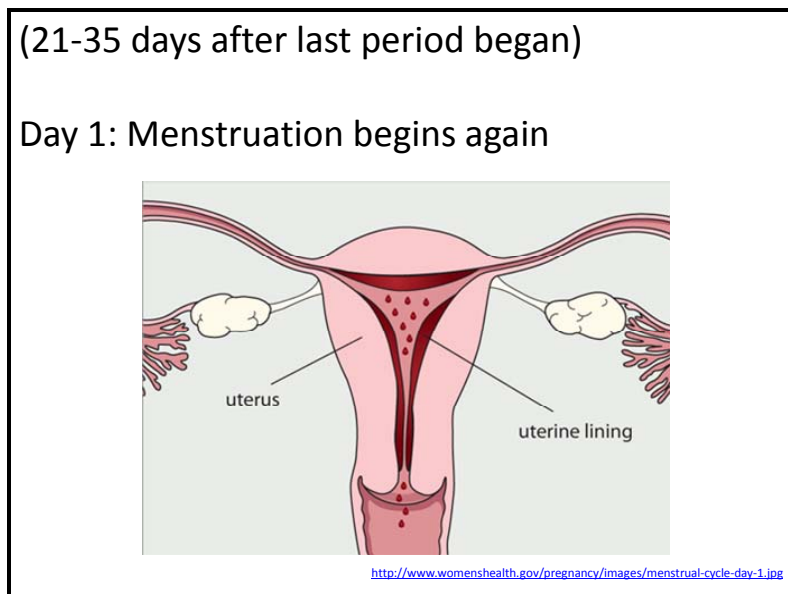 (21-35 days after last period began)
Day 1: Menstruation begins again
uterus
uterine lining
http://www.womenshealth.gov/pregnancy/images/menstrual-cycle-day-1.jpg